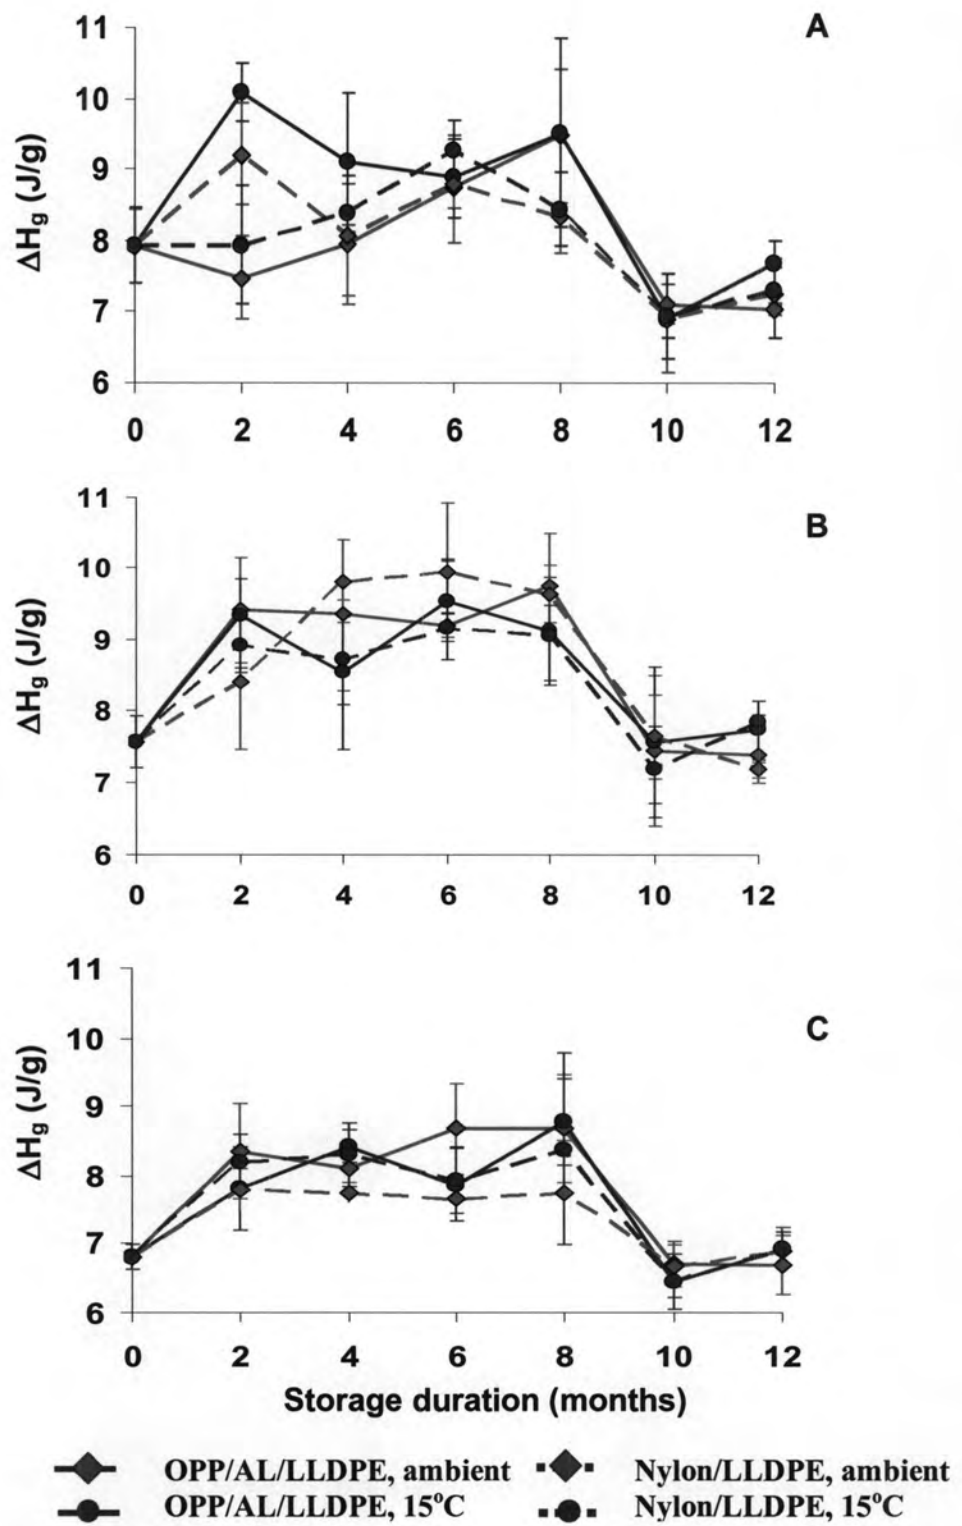 A
11
10
9
8
7
6
ΔHg (J/g)
0 2 4 6 8 10 12
B
11
10
9
8
7
6
ΔHg (J/g)
0 2 4 6 8 10 12
C
11
10
9
8
7
6
ΔHg (J/g)
0 2 4 6 8 10 12
Storage duration (months)
OPP/AL/LLDPE, ambient Nylon/LLDPE, ambient
OPP/AL/LLDPE, 15°C Nylon/LLDPE, 15°C